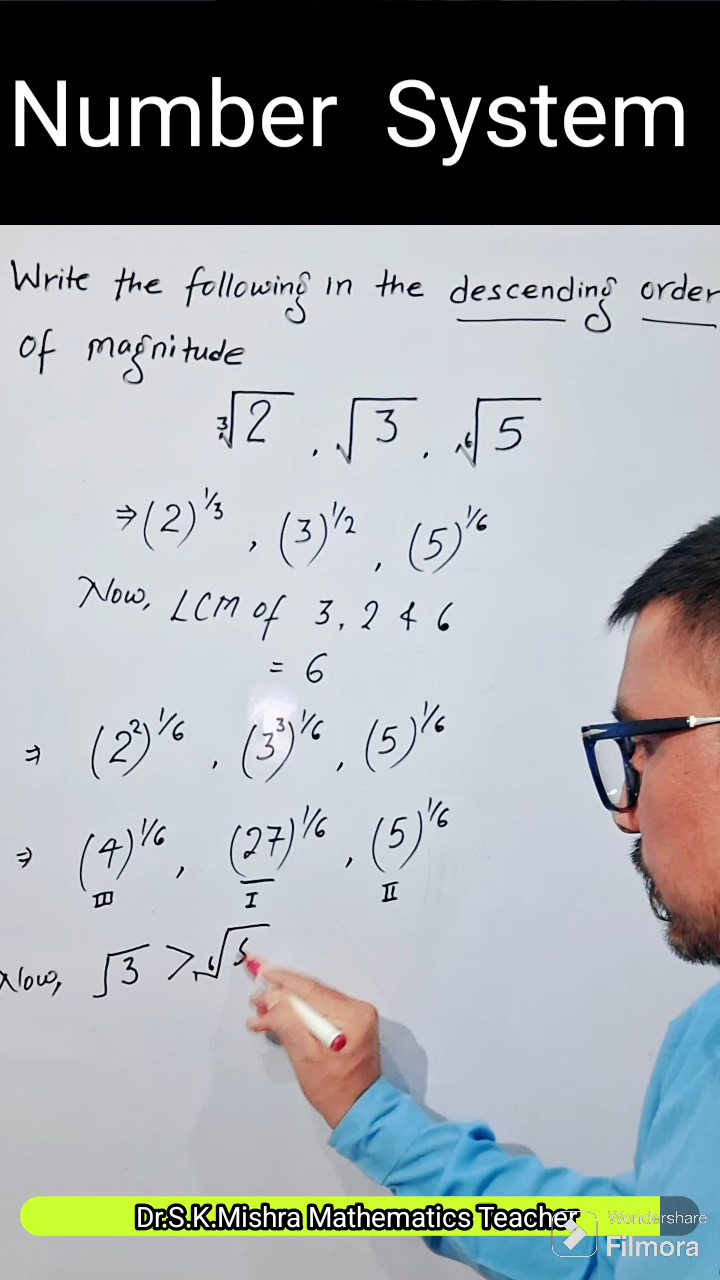 Number System
Write the following in the descending order
of magnitude
∛2 , √3 , ⁶√5
⇒ (2)^1/3 , (3)^1/2 , (5)^1/6
Now, LCM of 3, 2 & 6
= 6
⇒ (2²)^1/6 , (3³)^1/6 , (5)^1/6
⇒ (4)^1/6 , (27)^1/6 , (5)^1/6
III I II
Now, √3 > ⁶√5
Dr.S.K.Mishra Mathematics Teacher
Wondershare
Filmora